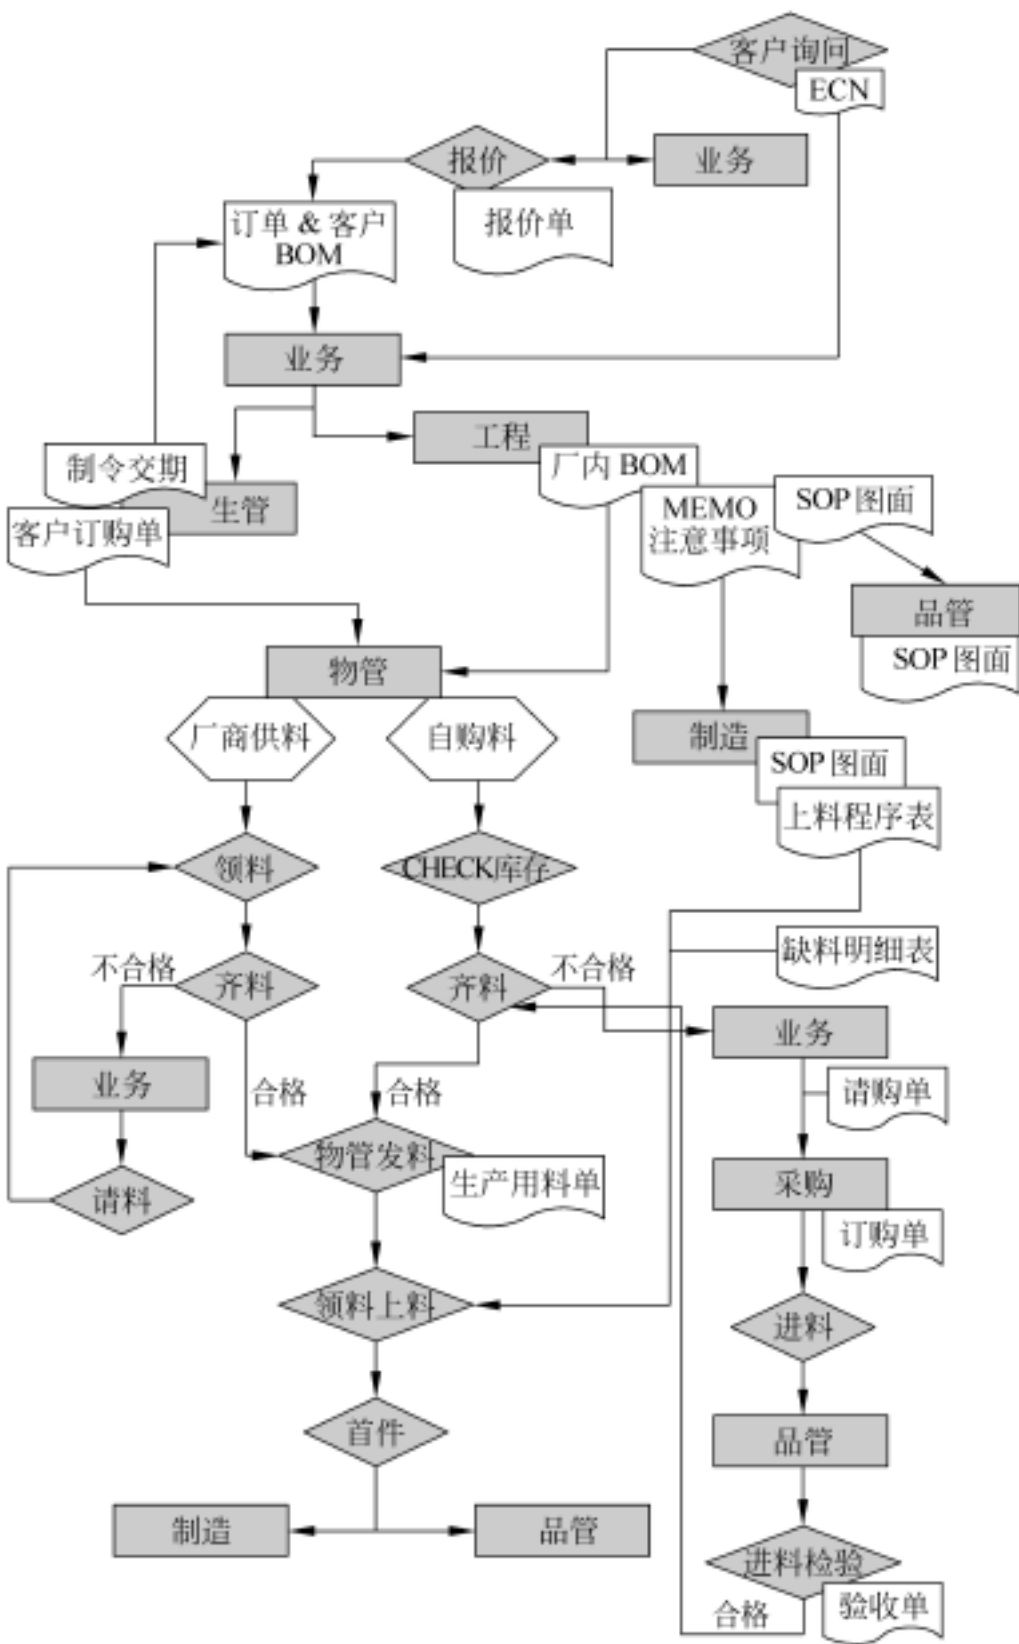 客户询问
ECN
报价
业务
报价单
订单 & 客户
BOM
业务
工程
厂内 BOM
制令交期
生管
客户订购单
MEMO
注意事项
SOP 图面
品管
SOP 图面
物管
厂商供料
自购料
制造
SOP 图面
上料程序表
领料
CHECK库存
缺料明细表
不合格
齐料
齐料
不合格
业务
业务
合格
合格
请购单
物管发料
生产用料单
请料
采购
订购单
领料上料
进料
首件
品管
制造
品管
进料检验
合格
验收单